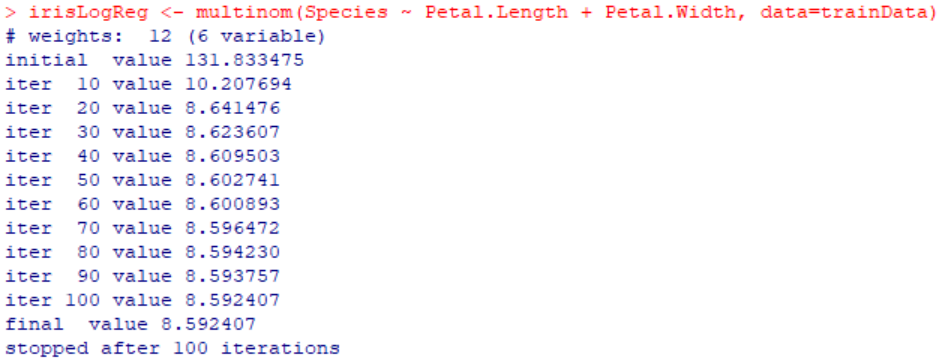 > irisLogReg <- multinom(Species ~ Petal.Length + Petal.Width, data=trainData)
# weights:  12 (6 variable)
initial  value 131.833475
iter  10 value 10.207694
iter  20 value 8.641476
iter  30 value 8.623607
iter  40 value 8.609503
iter  50 value 8.602741
iter  60 value 8.600893
iter  70 value 8.596472
iter  80 value 8.594230
iter  90 value 8.593757
iter 100 value 8.592407
final  value 8.592407
stopped after 100 iterations